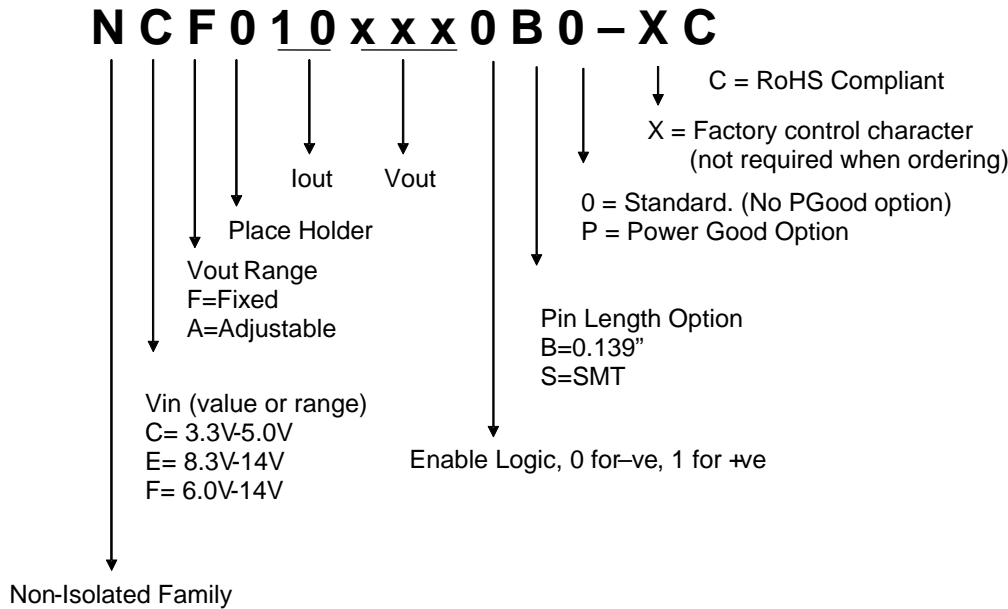 N C F 0 1 0 x x x 0 B 0 – X C
C = RoHS Compliant
X = Factory control character
(not required when ordering)
Iout
Vout
0 = Standard. (No PGood option)
P = Power Good Option
Place Holder
Vout Range
F=Fixed
A=Adjustable
Pin Length Option
B=0.139”
S=SMT
Vin (value or range)
C= 3.3V-5.0V
E= 8.3V-14V
F= 6.0V-14V
Enable Logic, 0 for–ve, 1 for +ve
Non-Isolated Family